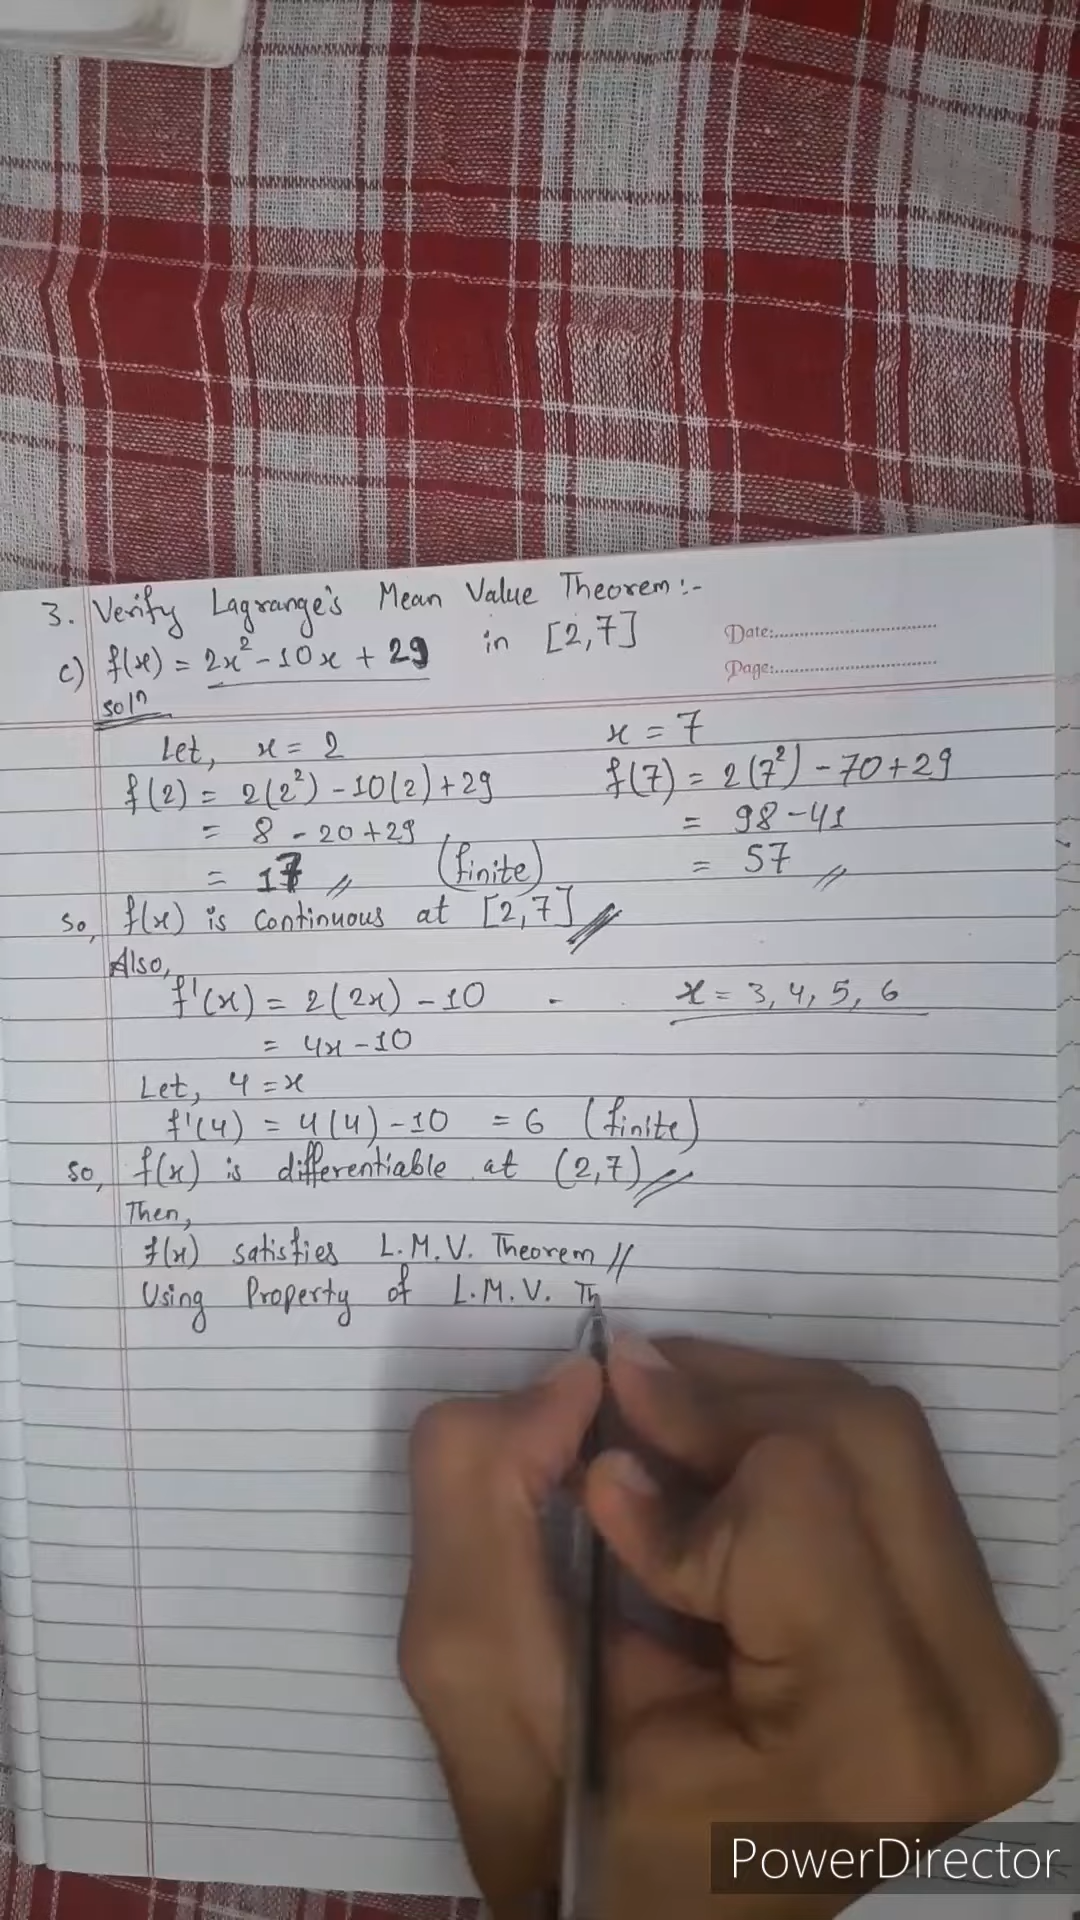 3. Verify Lagrange's Mean Value Theorem:-
c) f(x) = 2x² - 10x + 29 in [2,7]
Date:
Page:
solⁿ
Let, x = 2
f(2) = 2(2²) - 10(2) + 29
= 8 - 20 + 29
= 17 // (finite)
x = 7
f(7) = 2(7²) - 70 + 29
= 98 - 41
= 57 //
so, f(x) is continuous at [2,7] //
Also,
f'(x) = 2(2x) - 10
= 4x - 10
x = 3, 4, 5, 6
Let, 4 = x
f'(4) = 4(4) - 10 = 6 (finite)
so, f(x) is differentiable at (2,7) //
Then,
f(x) satisfies L.M.V. Theorem //
Using Property of L.M.V. Th
PowerDirector